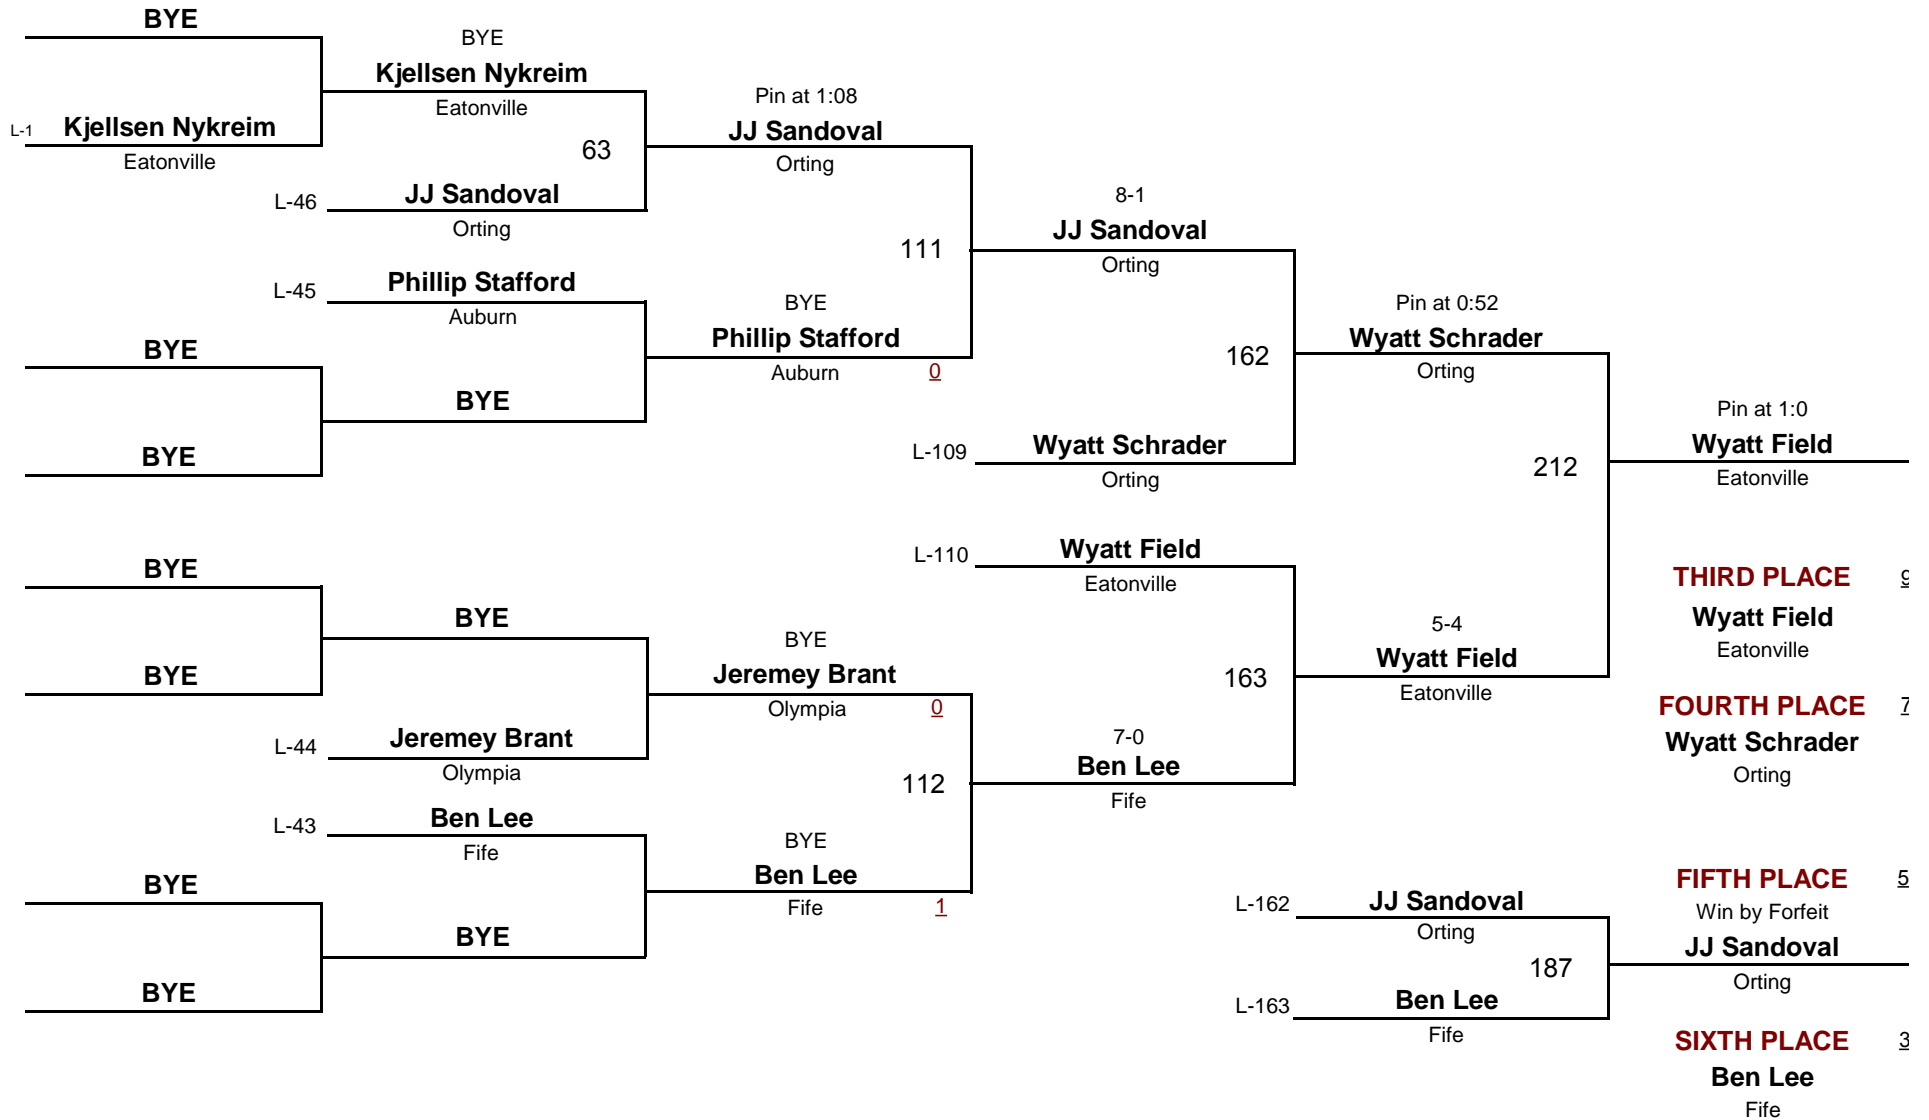 BYE
L-1 Kjellsen Nykreim
Eatonville
BYE
Kjellsen Nykreim
Eatonville
63
L-46 JJ Sandoval
Orting
L-45 Phillip Stafford
Auburn
BYE
BYE
BYE
Pin at 1:08
JJ Sandoval
Orting
111
BYE
Phillip Stafford
Auburn 0
8-1
JJ Sandoval
Orting
162
L-109 Wyatt Schrader
Orting
Pin at 0:52
Wyatt Schrader
Orting
212
Pin at 1:0
Wyatt Field
Eatonville
BYE
BYE
BYE
L-44 Jeremey Brant
Olympia
L-43 Ben Lee
Fife
BYE
BYE
BYE
BYE
Jeremey Brant
Olympia 0
112
BYE
Ben Lee
Fife 1
L-110 Wyatt Field
Eatonville
163
7-0
Ben Lee
Fife
5-4
Wyatt Field
Eatonville
THIRD PLACE 9
Wyatt Field
Eatonville
FOURTH PLACE 7
Wyatt Schrader
Orting
L-162 JJ Sandoval
Orting
187
L-163 Ben Lee
Fife
FIFTH PLACE 5
Win by Forfeit
JJ Sandoval
Orting
SIXTH PLACE 3
Ben Lee
Fife